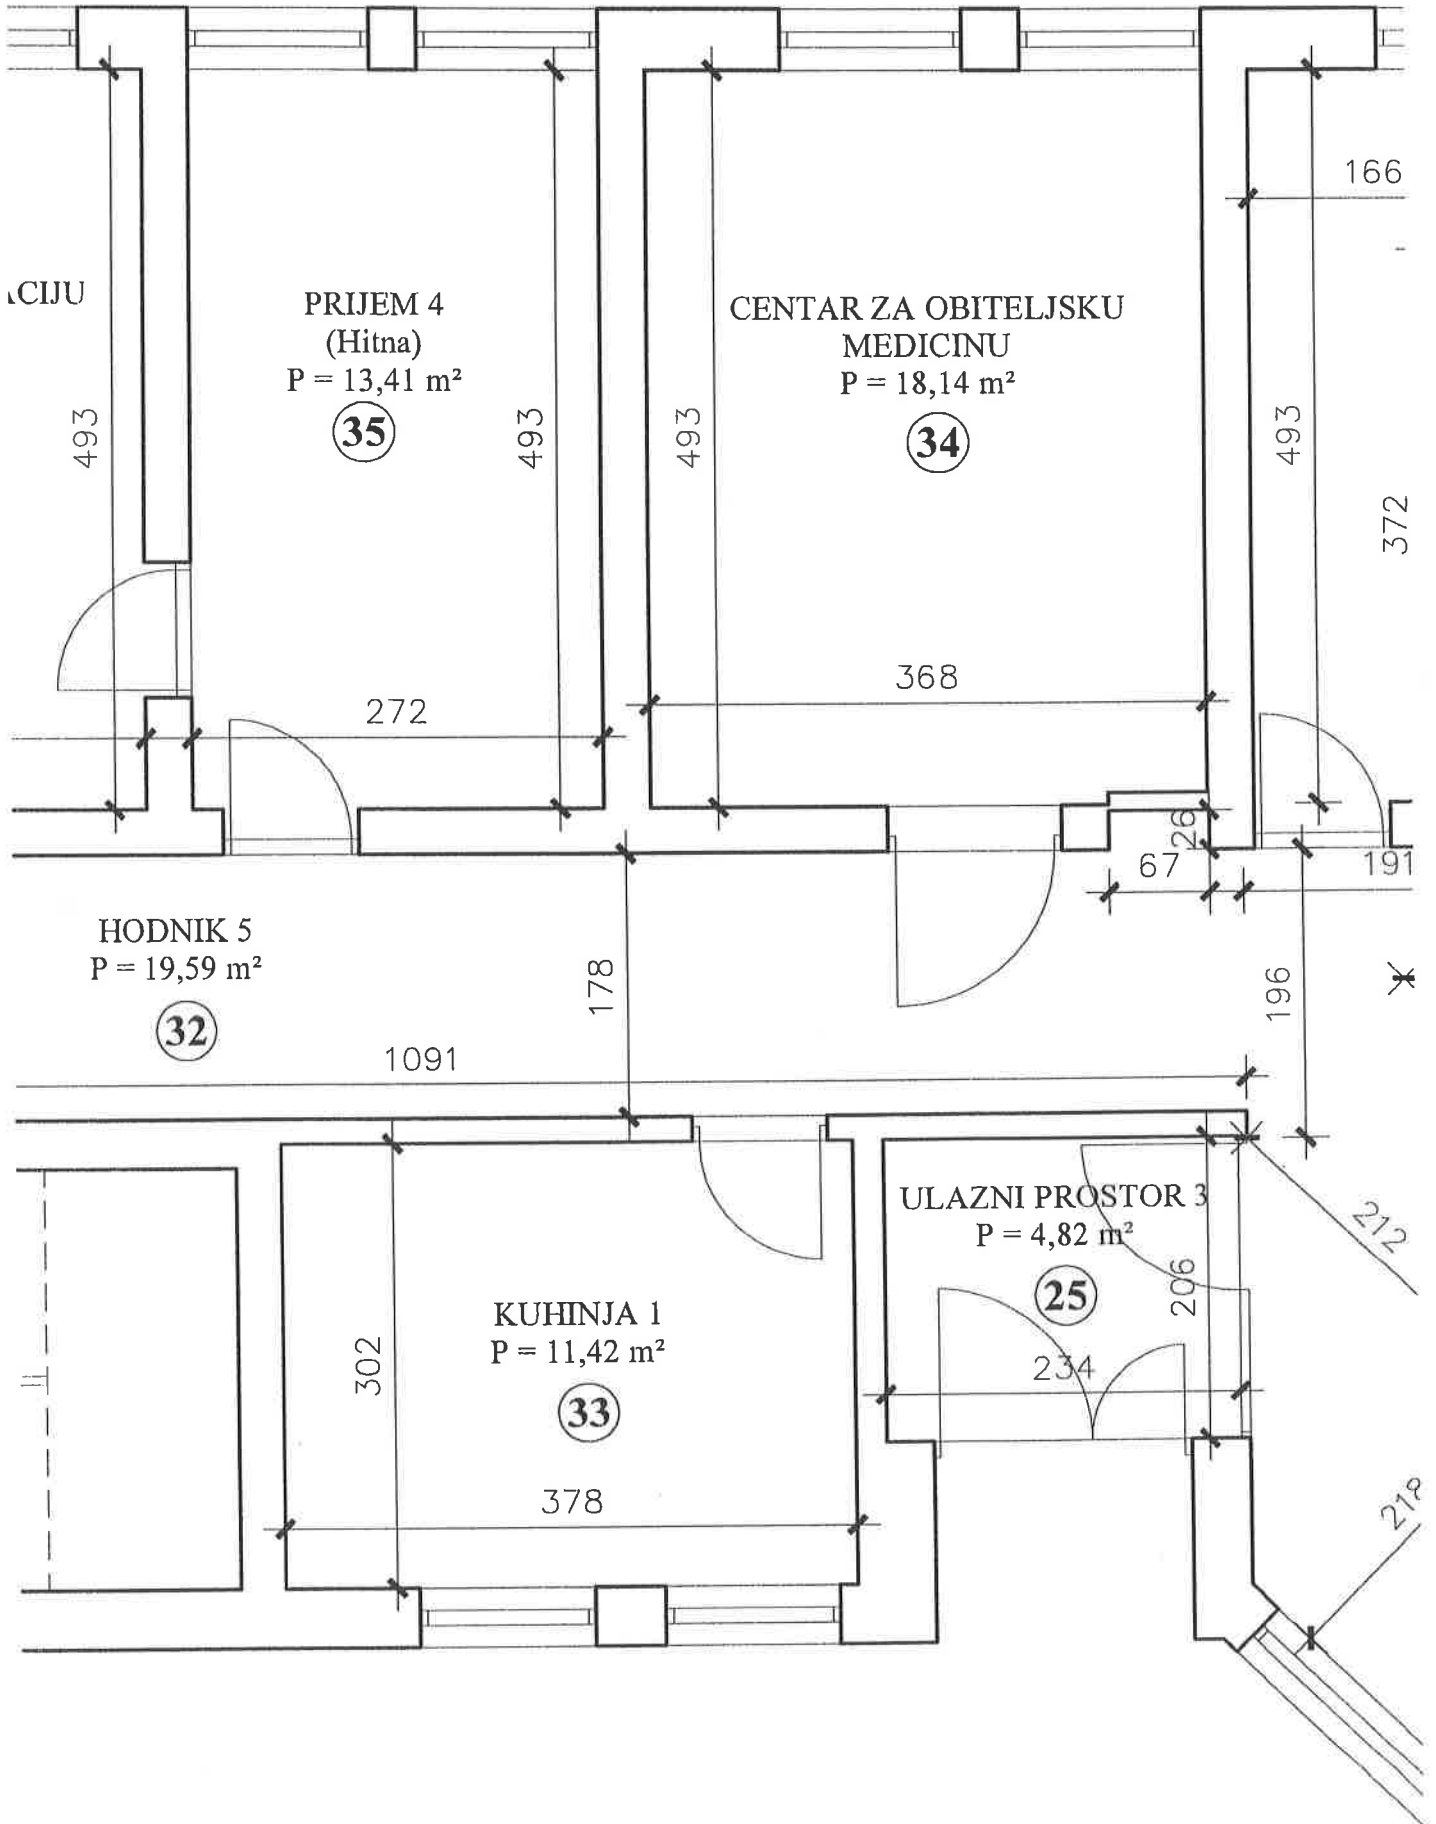 166
ACIJU
PRIJEM 4
(Hitna)
P = 13,41 m²
35
CENTAR ZA OBITELJSKU
MEDICINU
P = 18,14 m²
34
493
493
493
493
372
272
368
26
67
191
HODNIK 5
P = 19,59 m²
32
178
196
1091
ULAZNI PROSTOR 3
P = 4,82 m²
25
212
206
234
KUHINJA 1
P = 11,42 m²
33
302
378